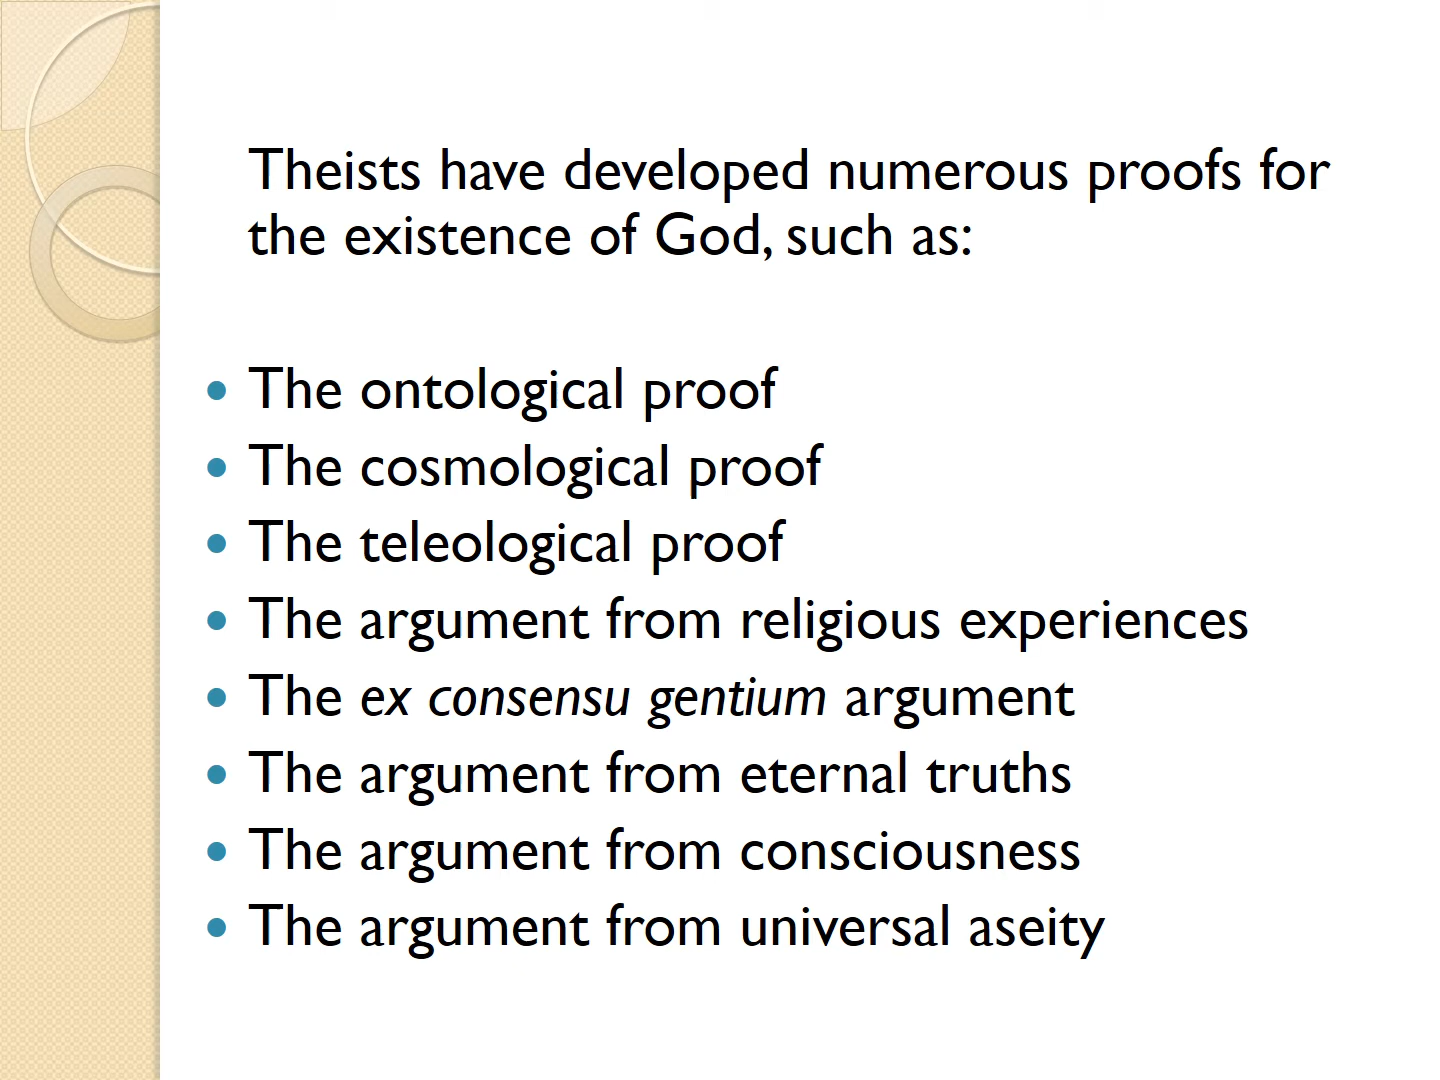 Theists have developed numerous proofs for
the existence of God, such as:
• The ontological proof
• The cosmological proof
• The teleological proof
• The argument from religious experiences
• The ex consensu gentium argument
• The argument from eternal truths
• The argument from consciousness
• The argument from universal aseity